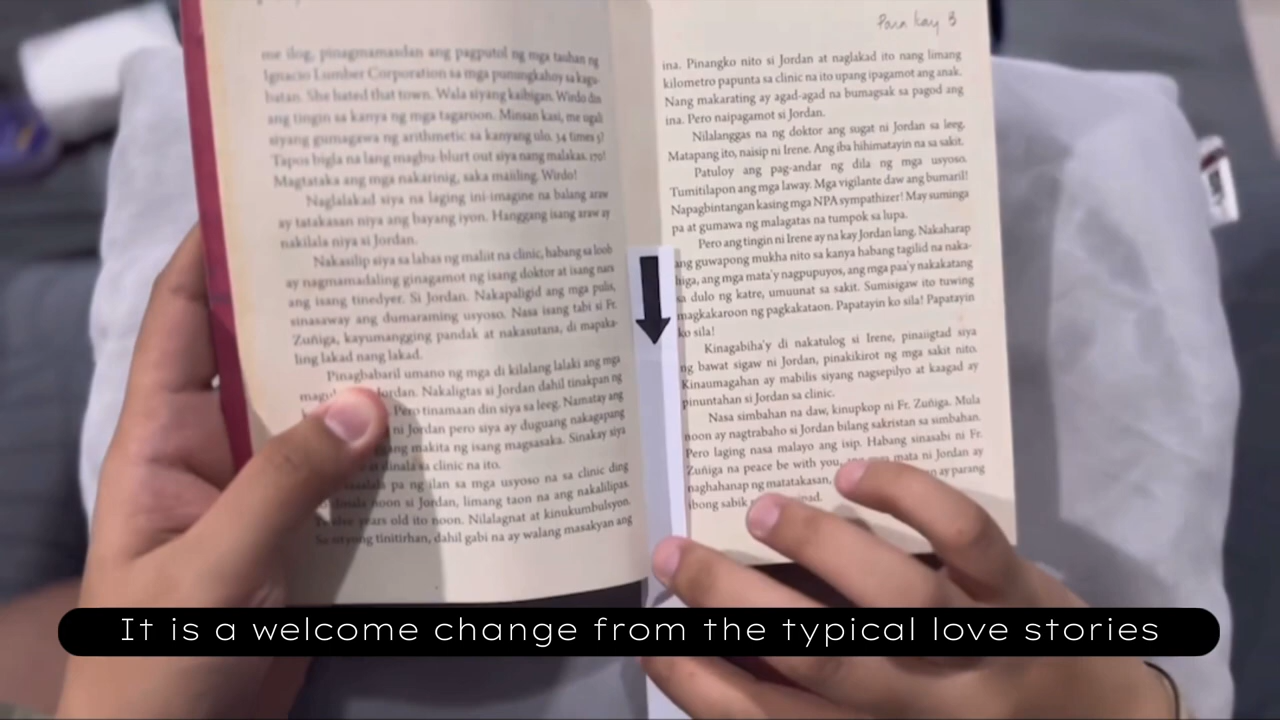 Para kay B
me ilog, pinagmamasdan ang pagputol ng mga tauhan ng
Ignacio Lumber Corporation sa mga punungkahoy sa kagu-
batan. She hated that town. Wala siyang kaibigan. Wirdo din
ang tingin sa kanya ng mga tagaroon. Minsan kasi, me ugali
siyang gumagawa ng arithmetic sa kanyang ulo. 34 times 5?
Tapos bigla na lang magbu-blurt out siya nang malakas. 170!
Magtataka ang mga nakarinig, saka maiiling. Wirdo!
Naglalakad siya na laging ini-imagine na balang araw
ay tatakasan niya ang bayang iyon. Hanggang isang araw ay
nakilala niya si Jordan.
Nakasilip siya sa labas ng maliit na clinic, habang sa loob
ay nagmamadaling ginagamot ng isang doktor at isang nars
ang isang tinedyer. Si Jordan. Nakapaligid ang mga pulis,
sinasaway ang dumaraming usyoso. Nasa isang tabi si Fr.
Zuñiga, kayumangging pandak at nakasutana, di mapaka-
ling lakad nang lakad.
Pinagbabaril umano ng mga di kilalang lalaki ang mga
Jordan. Nakaligtas si Jordan dahil tinakpan ng
Pero tinamaan din siya sa leeg. Namatay ang
ni Jordan pero siya ay duguang nakagapang
makita ng isang magsasaka. Sinakay siya
dinala sa clinic na ito.
pa ng ilan sa mga usyoso na sa clinic ding
noon si Jordan, limang taon na ang nakalilipas.
years old ito noon. Nilalagnat at kinukumbulsyon.
tinitirhan, dahil gabi na ay walang masakyan ang
ina. Pinangko nito si Jordan at naglakad ito nang limang
kilometro papunta sa clinic na ito upang ipagamot ang anak.
Nang makarating ay agad-agad na bumagsak sa pagod ang
ina. Pero naipagamot si Jordan.
Nilalanggas na ng doktor ang sugat ni Jordan sa leeg.
Matapang ito, naisip ni Irene. Ang iba hihimatayin na sa sakit.
Patuloy ang pag-andar ng dila ng mga usyoso.
Tumitilapon ang mga laway. Mga vigilante daw ang bumaril!
Napagbintangan kasing mga NPA sympathizer! May suminga
pa at gumawa ng malagatas na tumpok sa lupa.
Pero ang tingin ni Irene ay na kay Jordan lang. Nakaharap
ang guwapong mukha nito sa kanya habang tagilid na naka-
higa, ang mga mata'y nagpupuyos, ang mga paa'y nakakatang
sa dulo ng katre, umuunat sa sakit. Sumisigaw ito tuwing
magkakaroon ng pagkakataon. Papatayin ko sila! Papatayin
ko sila!
Kinagabiha'y di nakatulog si Irene, pinaiigtad siya
ng bawat sigaw ni Jordan, pinakikirot ng mga sakit nito.
Kinaumagahan ay mabilis siyang nagsepilyo at kaagad ay
pinuntahan si Jordan sa clinic.
Nasa simbahan na daw, kinupkop ni Fr. Zuñiga. Mula
noon ay nagtrabaho si Jordan bilang sakristan sa simbahan.
Pero laging nasa malayo ang isip. Habang sinasabi ni Fr.
Zuñiga na peace be with you, ang mga mata ni Jordan ay
naghahanap ng matatakasan, ay parang
ibong sabik
It is a welcome change from the typical love stories